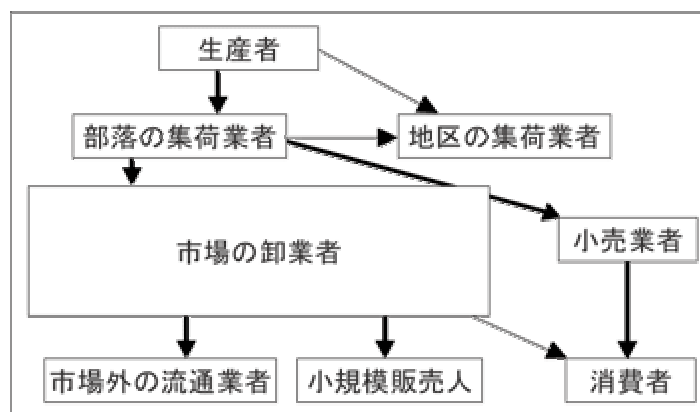 生産者
部落の集荷業者
地区の集荷業者
市場の卸業者
小売業者
市場外の流通業者
小規模販売人
消費者